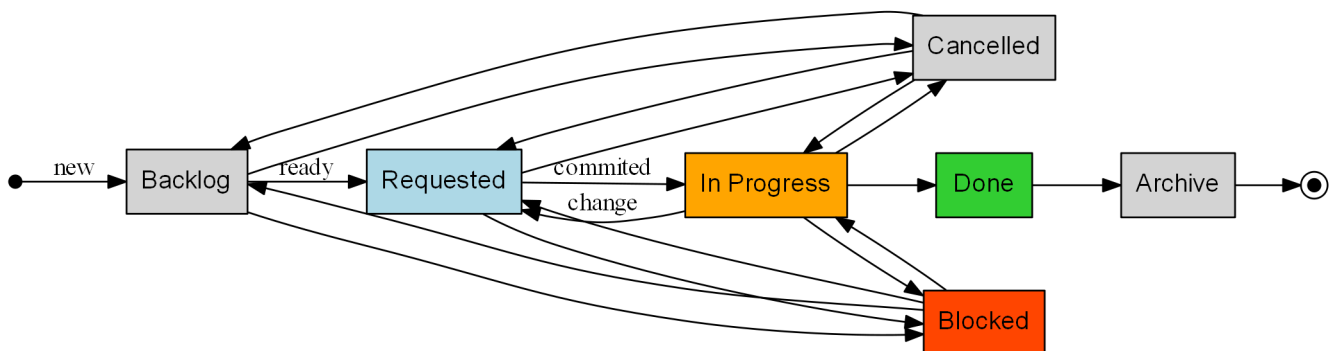 Cancelled
new
Backlog
ready
Requested
commited
change
In Progress
Done
Archive
Blocked